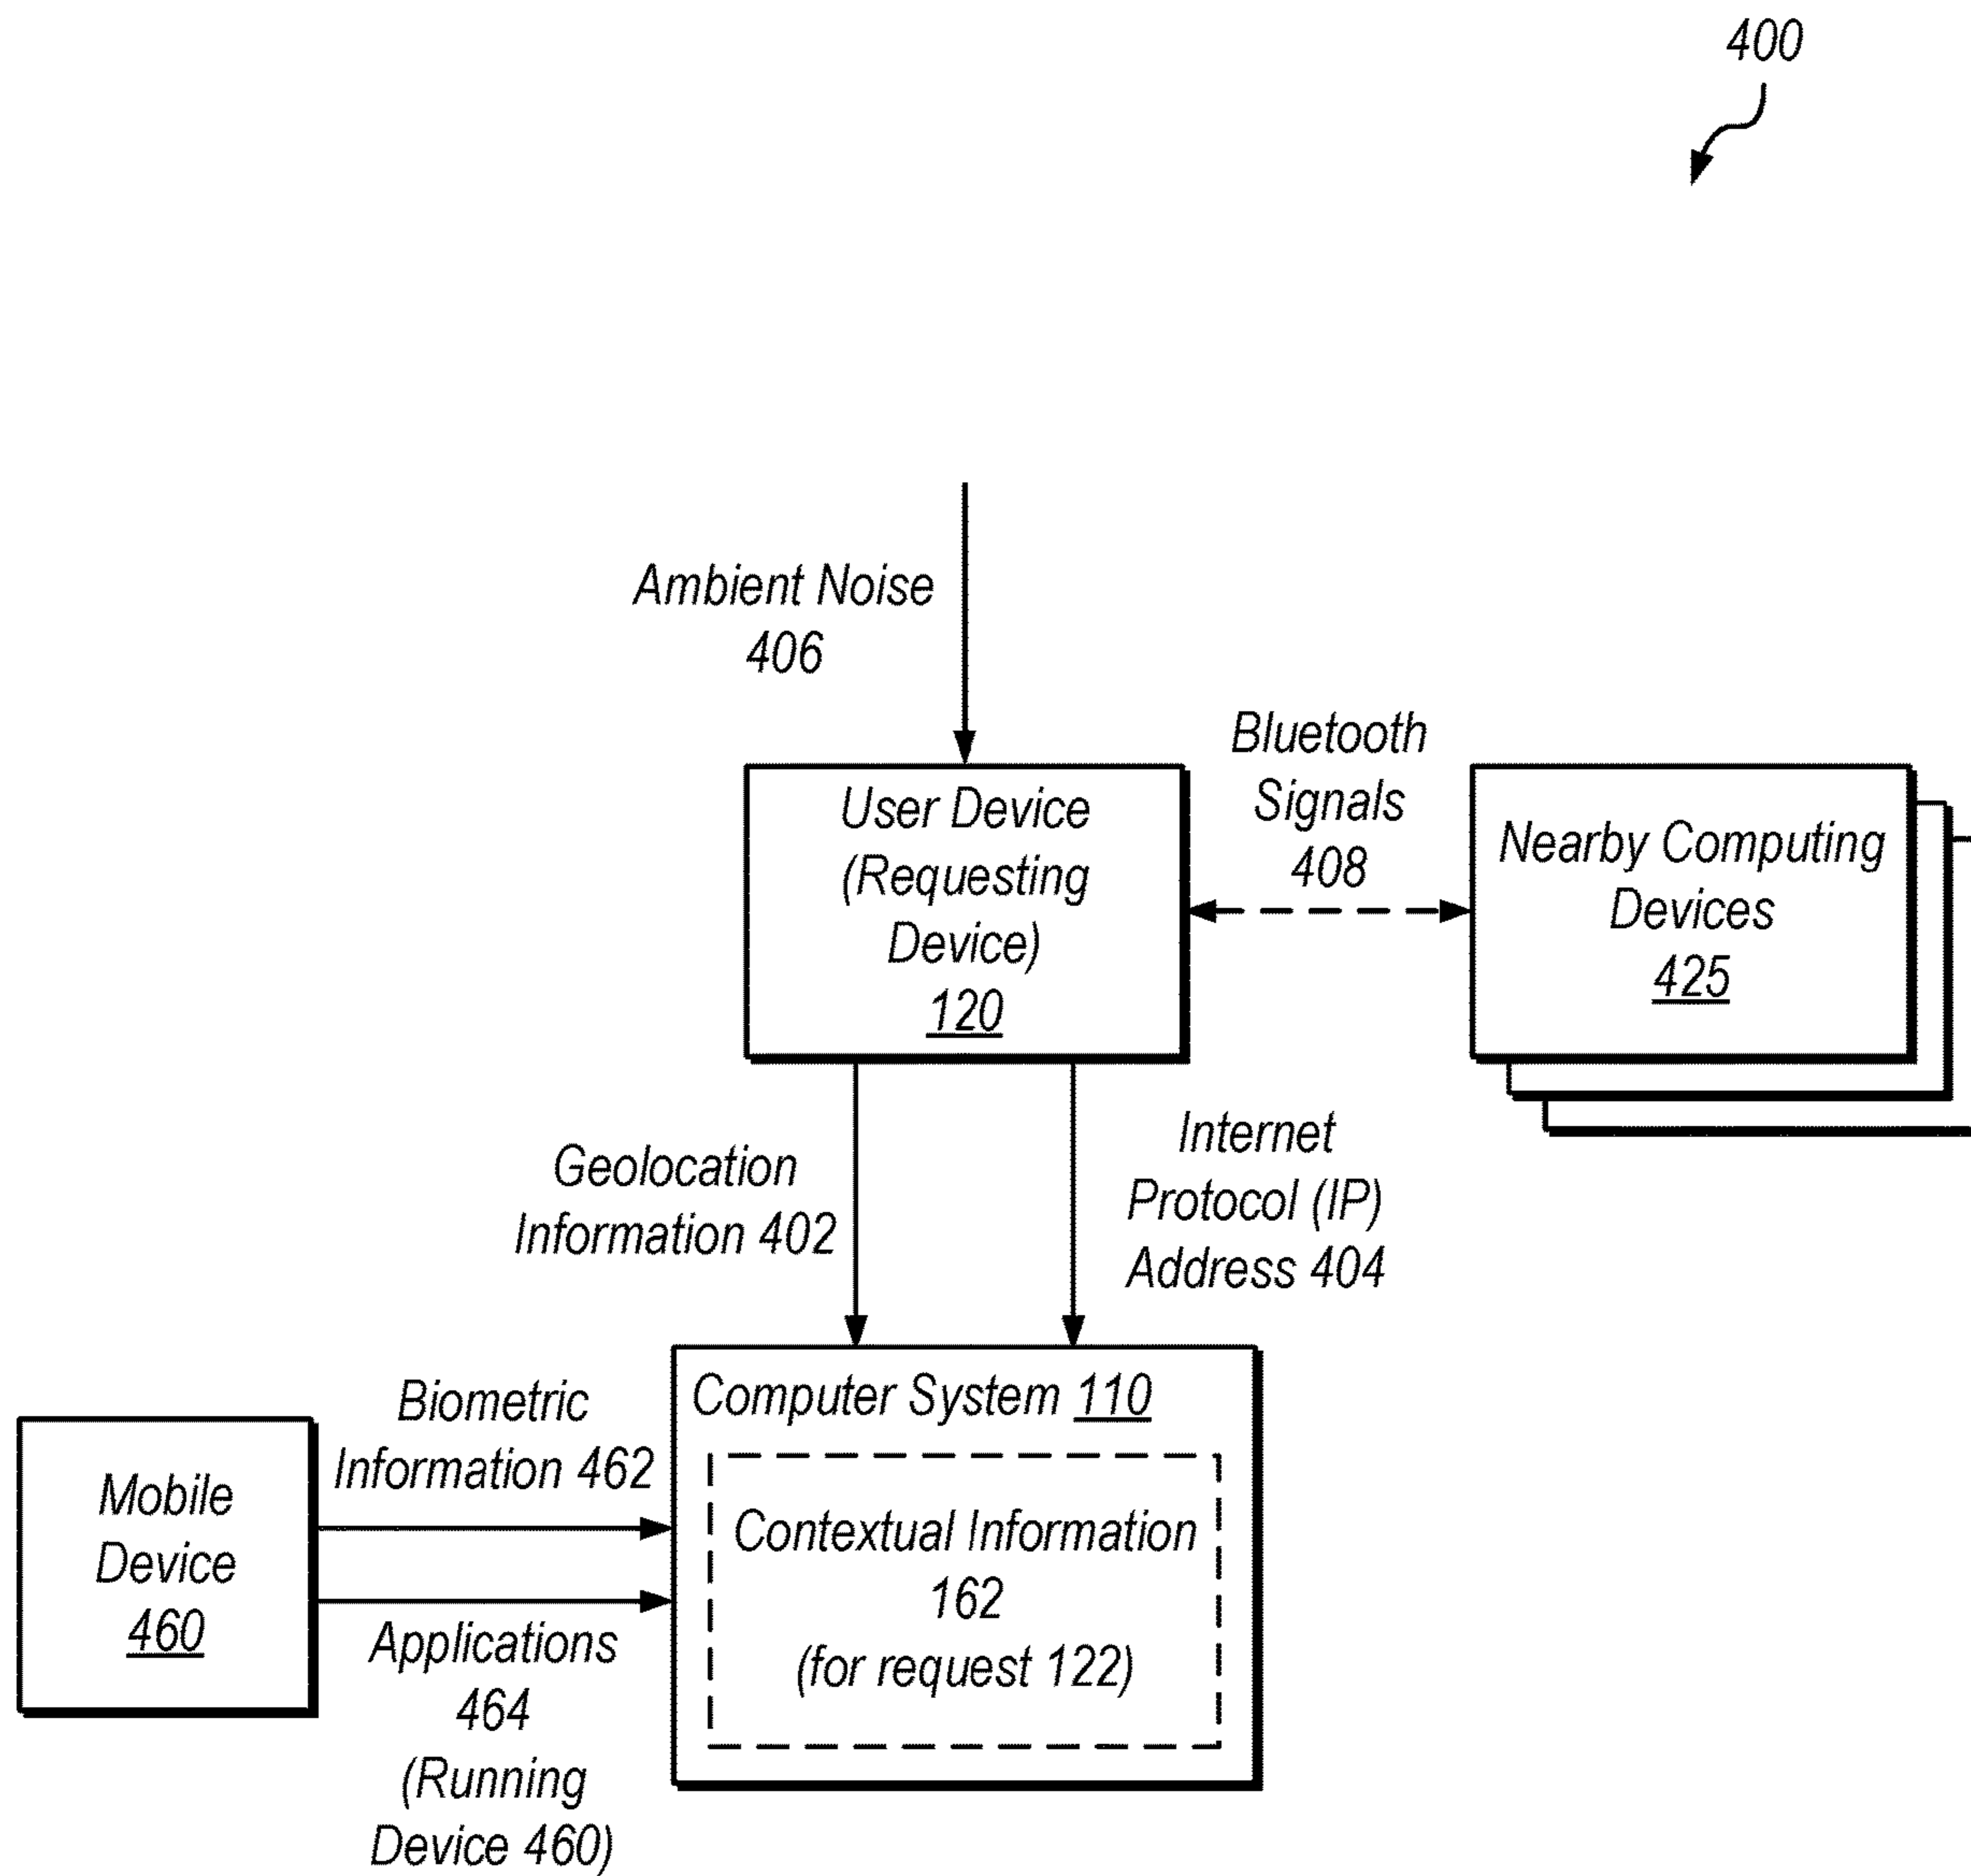 400
Ambient Noise
406
Bluetooth
Signals
408
User Device
(Requesting
Device)
120
Nearby Computing
Devices
425
Geolocation
Information 402
Internet
Protocol (IP)
Address 404
Biometric
Information 462
Mobile
Device
460
Applications
464
(Running
Device 460)
Computer System 110
Contextual Information
162
(for request 122)